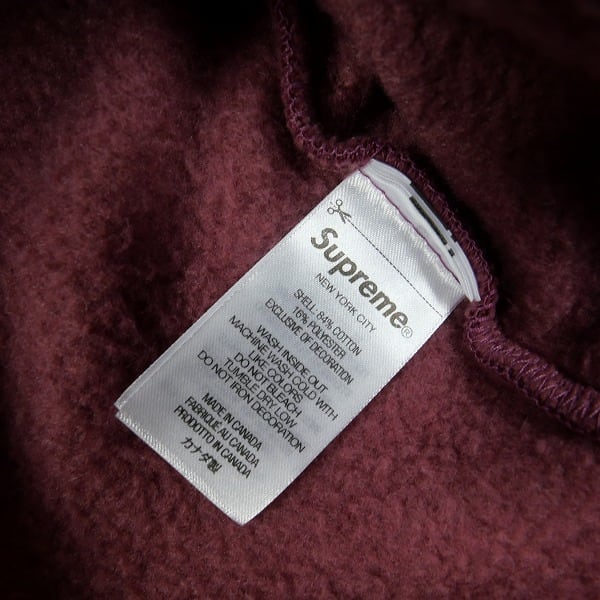 Supreme®
NEW YORK CITY
SHELL: 84% COTTON
16% POLYESTER
EXCLUSIVE OF DECORATION
WASH INSIDE OUT
MACHINE WASH COLD WITH
LIKE COLORS
DO NOT BLEACH
TUMBLE DRY LOW
DO NOT IRON DECORATION
MADE IN CANADA
FABRIQUÉ AU CANADA
PRODOTTO IN CANADA
カナダ製